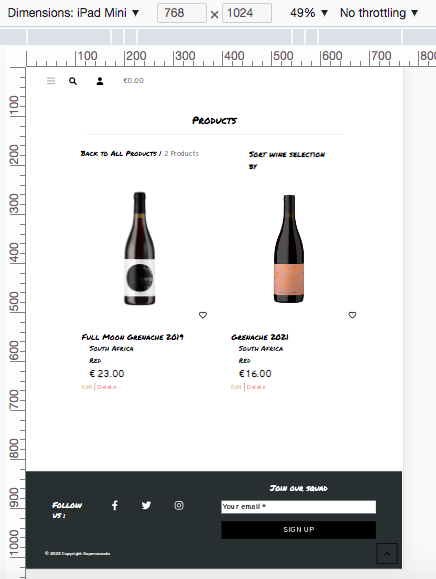 Dimensions: iPad Mini ▼ 768 × 1024 49% ▼ No throttling ▼
100 200 300 400 500 600 700 800
100
200
300
400
500
600
700
800
900
1000
€0.00
Products
Back to All Products / 2 Products
Sort wine selection
by
Full Moon Grenache 2019
South Africa
Red
€ 23.00
Edit | Delete
Grenache 2021
South Africa
Red
€16.00
Edit | Delete
Follow
us :
Join our squad
Your email *
SIGN UP
© 2022 Copyright: